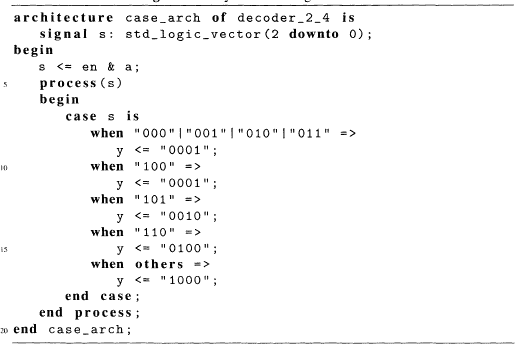 architecture case_arch of decoder_2_4 is
signal s: std_logic_vector(2 downto 0);
begin
s <= en & a;
5 process(s)
begin
case s is
when "000"|"001"|"010"|"011" =>
y <= "0001";
10 when "100" =>
y <= "0001";
when "101" =>
y <= "0010";
when "110" =>
15 y <= "0100";
when others =>
y <= "1000";
end case;
end process;
20 end case_arch;